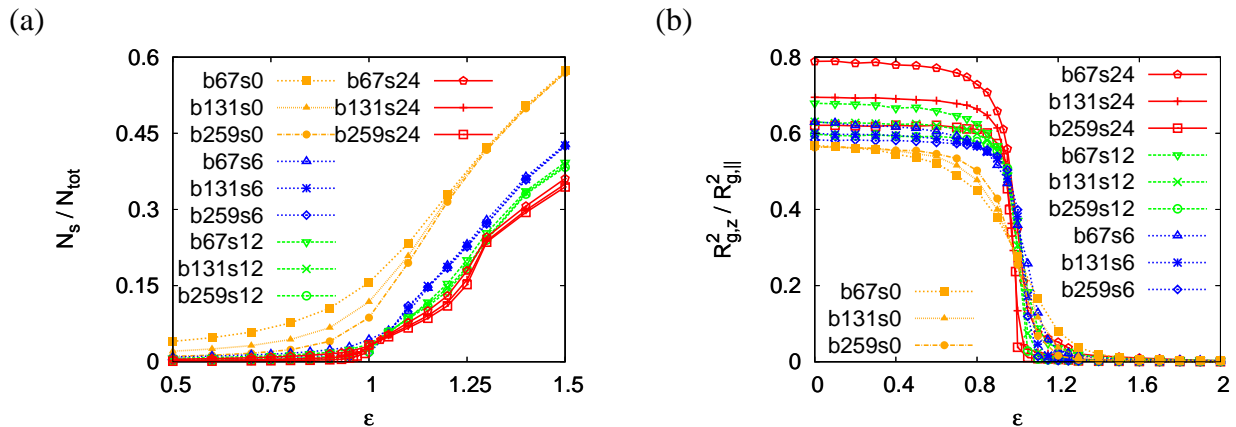 (a)
N_s / N_tot
0.6
0.45
0.3
0.15
0
0.5
0.75
1
1.25
1.5
ε
b67s0
b131s0
b259s0
b67s6
b131s6
b259s6
b67s12
b131s12
b259s12
b67s24
b131s24
b259s24
(b)
R²_g,z / R²_g,||
0.8
0.6
0.4
0.2
0
0
0.4
0.8
1.2
1.6
2
ε
b67s24
b131s24
b259s24
b67s12
b131s12
b259s12
b67s6
b131s6
b259s6
b67s0
b131s0
b259s0